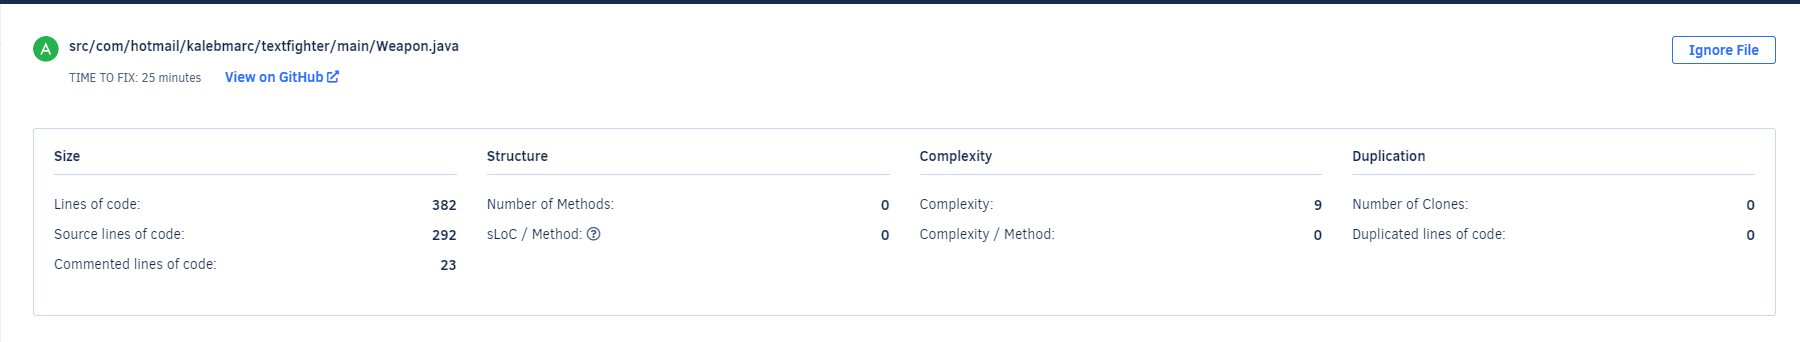 A src/com/hotmail/kalebmarc/textfighter/main/Weapon.java
Ignore File
TIME TO FIX: 25 minutes View on GitHub
Size
Lines of code: 382
Source lines of code: 292
Commented lines of code: 23
Structure
Number of Methods: 0
sLoC / Method: ? 0
Complexity
Complexity: 9
Complexity / Method: 0
Duplication
Number of Clones: 0
Duplicated lines of code: 0